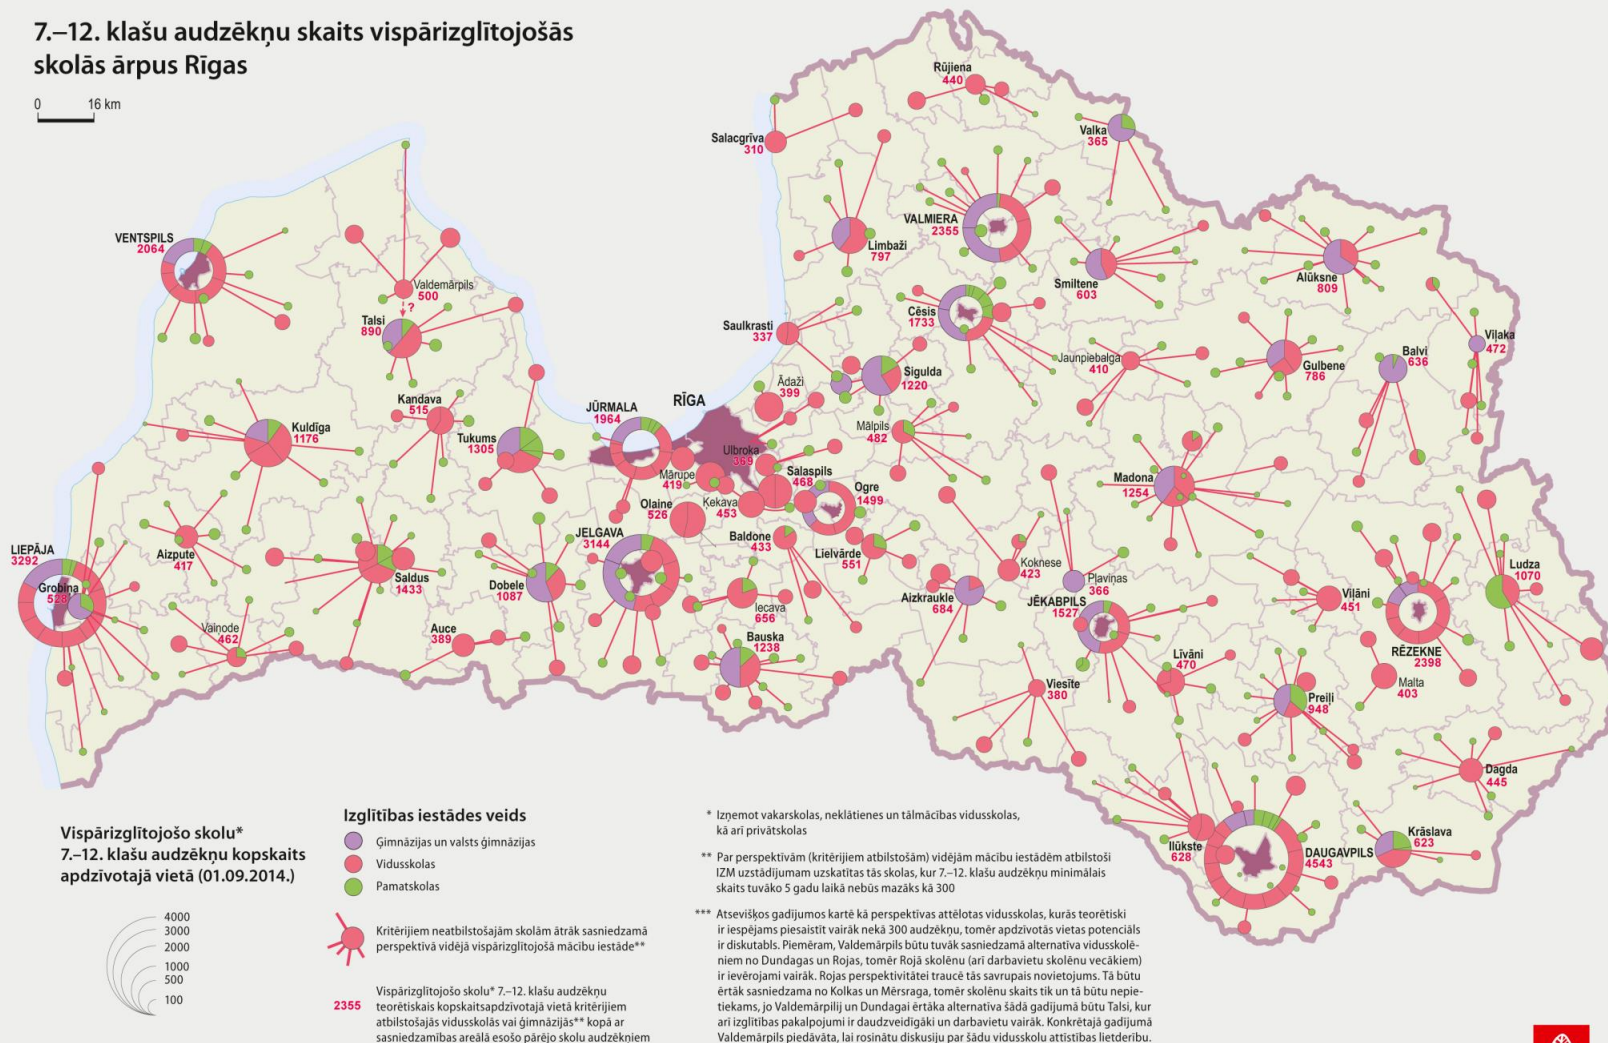 7.–12. klašu audzēkņu skaits vispārizglītojošās
skolās ārpus Rīgas
0 16 km
Rūjiena
440
Salacgrīva
310
Valka
365
VALMIERA
2355
Limbaži
797
Smiltene
603
Alūksne
809
VENTSPILS
2064
Valdemārpils
500
?
Talsi
890
Cēsis
1733
Saulkrasti
337
Viļaka
472
Balvi
636
Jaunpiebalga
410
Gulbene
786
Sigulda
1220
Ādaži
399
RĪGA
JŪRMALA
1964
Kandava
515
Kuldīga
1176
Tukums
1305
Mālpils
482
Ulbroka
369
Mārupe
419
Salaspils
468
Ķekava
453
Ogre
1499
Madona
1254
Olaine
526
JELGAVA
3144
Baldone
433
Lielvārde
551
Koknese
423
Pļaviņas
366
Aizkraukle
684
JĒKABPILS
1527
Aizpute
417
LIEPĀJA
3292
Grobiņa
528
Saldus
1433
Dobele
1087
Iecava
656
Vaiņode
462
Auce
389
Bauska
1238
Viļāni
451
Ludza
1070
RĒZEKNE
2398
Malta
403
Līvāni
470
Viesīte
380
Preiļi
948
Dagda
445
Ilūkste
628
DAUGAVPILS
4543
Krāslava
623
Vispārizglītojošo skolu*
7.–12. klašu audzēkņu kopskaits
apdzīvotajā vietā (01.09.2014.)
4000
3000
2000
1000
500
100
Izglītības iestādes veids
Ģimnāzijas un valsts ģimnāzijas
Vidusskolas
Pamatskolas
Kritērijiem neatbilstošajām skolām ātrāk sasniedzamā
perspektīvā vidējā vispārizglītojošā mācību iestāde**
2355
Vispārizglītojošo skolu* 7.–12. klašu audzēkņu
teorētiskais kopskaitsapdzīvotajā vietā kritērijiem
atbilstošajās vidusskolās vai ģimnāzijās** kopā ar
sasniedzamības areālā esošo pārējo skolu audzēkņiem
* Izņemot vakarskolas, neklātienes un tālmācības vidusskolas,
kā arī privātskolas
** Par perspektīvām (kritērijiem atbilstošām) vidējām mācību iestādēm atbilstoši
IZM uzstādījumam uzskatītas tās skolas, kur 7.–12. klašu audzēkņu minimālais
skaits tuvāko 5 gadu laikā nebūs mazāks kā 300
*** Atsevišķos gadījumos kartē kā perspektīvas attēlotas vidusskolas, kurās teorētiski
ir iespējams piesaistīt vairāk nekā 300 audzēkņu, tomēr apdzīvotās vietas potenciāls
ir diskutabls. Piemēram, Valdemārpils būtu tuvāk sasniedzamā alternatīva vidusskolē-
niem no Dundagas un Rojas, tomēr Rojā skolēnu (arī darbavietu skolēnu vecākiem)
ir ievērojami vairāk. Rojas perspektivitātei traucē tās savrupais novietojums. Tā būtu
ērtāk sasniedzama no Kolkas un Mērsraga, tomēr skolēnu skaits tik un tā būtu nepie-
tiekams, jo Valdemārpilij un Dundagai ērtāka alternatīva šādā gadījumā būtu Talsi, kur
arī izglītības pakalpojumi ir daudzveidīgāki un darbavietu vairāk. Konkrētajā gadījumā
Valdemārpils piedāvāta, lai rosinātu diskusiju par šādu vidusskolu attīstības lietderību.